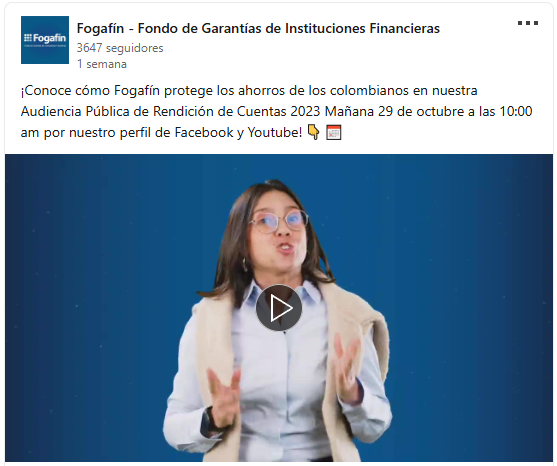 Fogafín
Fogafín - Fondo de Garantías de Instituciones Financieras
3647 seguidores
1 semana
¡Conoce cómo Fogafín protege los ahorros de los colombianos en nuestra
Audiencia Pública de Rendición de Cuentas 2023 Mañana 29 de octubre a las 10:00
am por nuestro perfil de Facebook y Youtube! 👇 📅